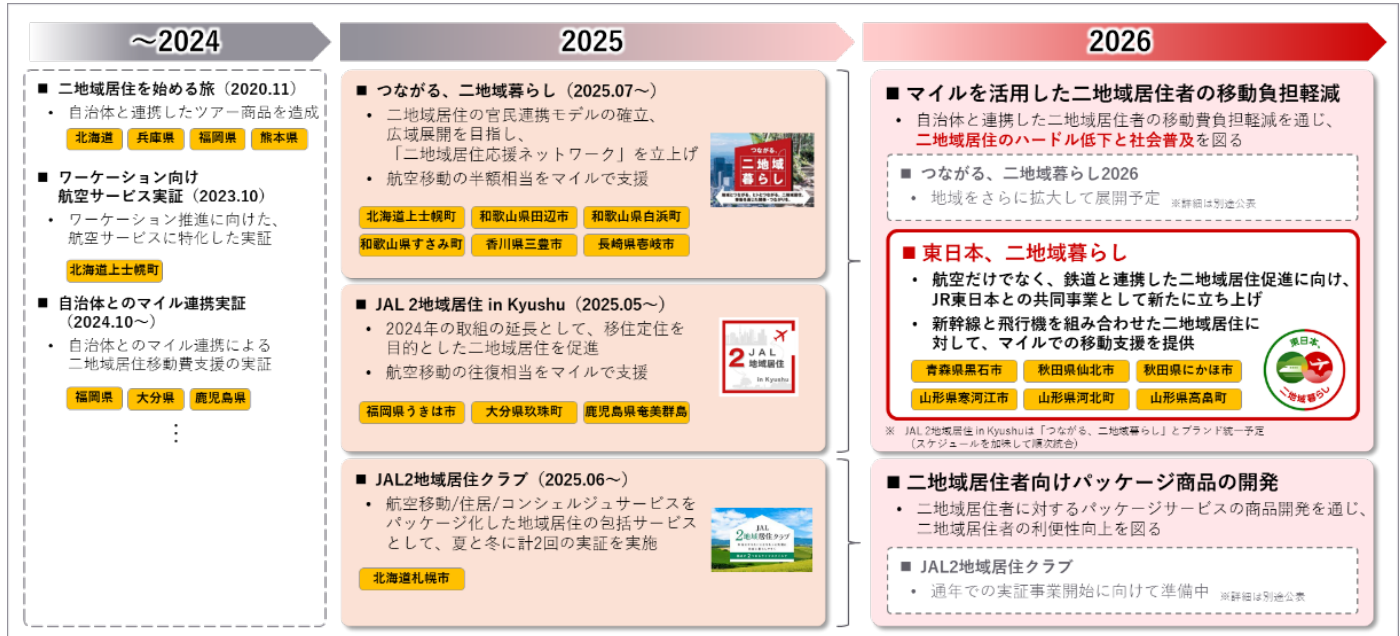 ～2024
■ 二地域居住を始める旅（2020.11）
• 自治体と連携したツアー商品を造成
北海道 兵庫県 福岡県 熊本県
■ ワーケーション向け
航空サービス実証（2023.10）
• ワーケーション推進に向けた、
航空サービスに特化した実証
北海道上士幌町
■ 自治体とのマイル連携実証
（2024.10～）
• 自治体とのマイル連携による
二地域居住移動費支援の実証
福岡県 大分県 鹿児島県
⋮
2025
■ つながる、二地域暮らし（2025.07～）
• 二地域居住の官民連携モデルの確立、
広域展開を目指し、
「二地域居住応援ネットワーク」を立上げ
• 航空移動の半額相当をマイルで支援
つながる、
二地域
暮らし
北海道上士幌町 和歌山県田辺市 和歌山県白浜町
和歌山県すさみ町 香川県三豊市 長崎県壱岐市
■ JAL 2地域居住 in Kyushu（2025.05～）
• 2024年の取組の延長として、移住定住を
目的とした二地域居住を促進
• 航空移動の往復相当をマイルで支援
JAL
2地域居住
in Kyushu
福岡県うきは市 大分県玖珠町 鹿児島県奄美群島
■ JAL2地域居住クラブ（2025.06～）
• 航空移動/住居/コンシェルジュサービスを
パッケージ化した地域居住の包括サービス
として、夏と冬に計2回の実証を実施
JAL
2地域居住クラブ
北海道札幌市
2026
■ マイルを活用した二地域居住者の移動負担軽減
• 自治体と連携した二地域居住者の移動費負担軽減を通じ、
二地域居住のハードル低下と社会普及を図る
■ つながる、二地域暮らし2026
• 地域をさらに拡大して展開予定 ※詳細は別途公表
■ 東日本、二地域暮らし
• 航空だけでなく、鉄道と連携した二地域居住促進に向け、
JR東日本との共同事業として新たに立ち上げ
• 新幹線と飛行機を組み合わせた二地域居住に
対して、マイルでの移動支援を提供
東日本、
二地域暮らし
青森県黒石市 秋田県仙北市 秋田県にかほ市
山形県寒河江市 山形県河北町 山形県高畠町
※ JAL 2地域居住 in Kyushuは「つながる、二地域暮らし」とブランド統一予定
（スケジュールを加味して順次統合)
■ 二地域居住者向けパッケージ商品の開発
• 二地域居住者に対するパッケージサービスの商品開発を通じ、
二地域居住者の利便性向上を図る
■ JAL2地域居住クラブ
• 通年での実証事業開始に向けて準備中 ※詳細は別途公表